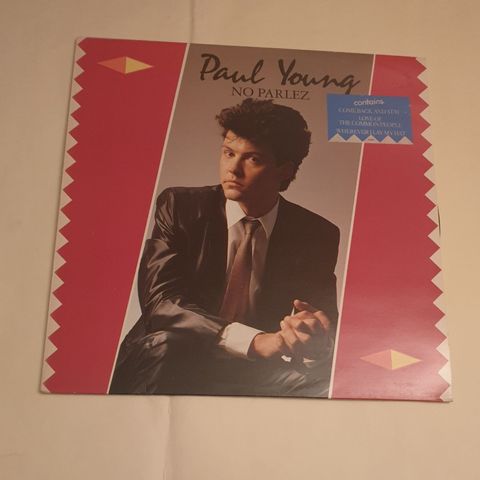 Paul Young
NO PARLEZ
contains
COME BACK AND STAY
LOVE OF
THE COMMON PEOPLE
WHEREVER I LAY MY HAT